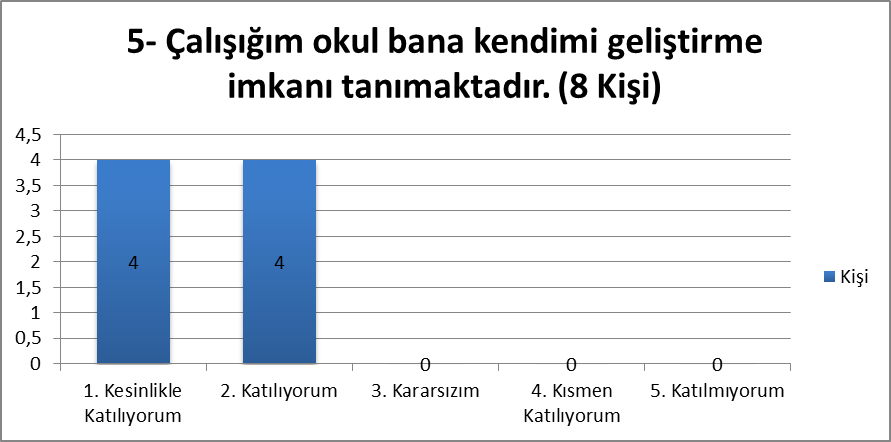 5- Çalışığım okul bana kendimi geliştirme
imkanı tanımaktadır. (8 Kişi)
4,5
4
3,5
3
2,5
2
1,5
1
0,5
0
4
4
0
0
0
1. Kesinlikle
Katılıyorum
2. Katılıyorum
3. Kararsızım
4. Kısmen
Katılıyorum
5. Katılmıyorum
Kişi